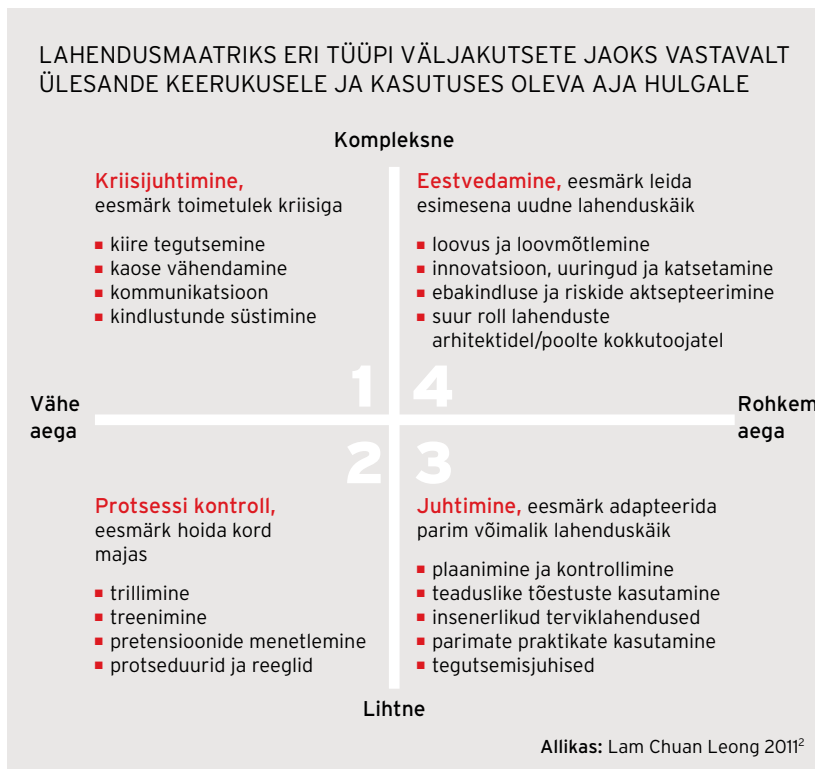 LAHENDUSMAATRIKS ERI TÜÜPI VÄLJAKUTSETE JAOKS VASTAVALT
ÜLESANDE KEERUKUSELE JA KASUTUSES OLEVA AJA HULGALE
Kompleksne
Kriisijuhtimine,
eesmärk toimetulek kriisiga
■ kiire tegutsemine
■ kaose vähendamine
■ kommunikatsioon
■ kindlustunde süstimine
1
Eestvedamine, eesmärk leida
esimesena uudne lahenduskäik
■ loovus ja loovmõtlemine
■ innovatsioon, uuringud ja katsetamine
■ ebakindluse ja riskide aktsepteerimine
■ suur roll lahenduste
arhitektidel/poolte kokkutoojatel
4
Vähe
aega
Rohkem
aega
2
Protsessi kontroll,
eesmärk hoida kord
majas
■ trillimine
■ treenimine
■ pretensioonide menetlemine
■ protseduurid ja reeglid
3
Juhtimine, eesmärk adapteerida
parim võimalik lahenduskäik
■ plaanimine ja kontrollimine
■ teaduslike tõestuste kasutamine
■ insenerlikud terviklahendused
■ parimate praktikate kasutamine
■ tegutsemisjuhised
Lihtne
Allikas: Lam Chuan Leong 2011²